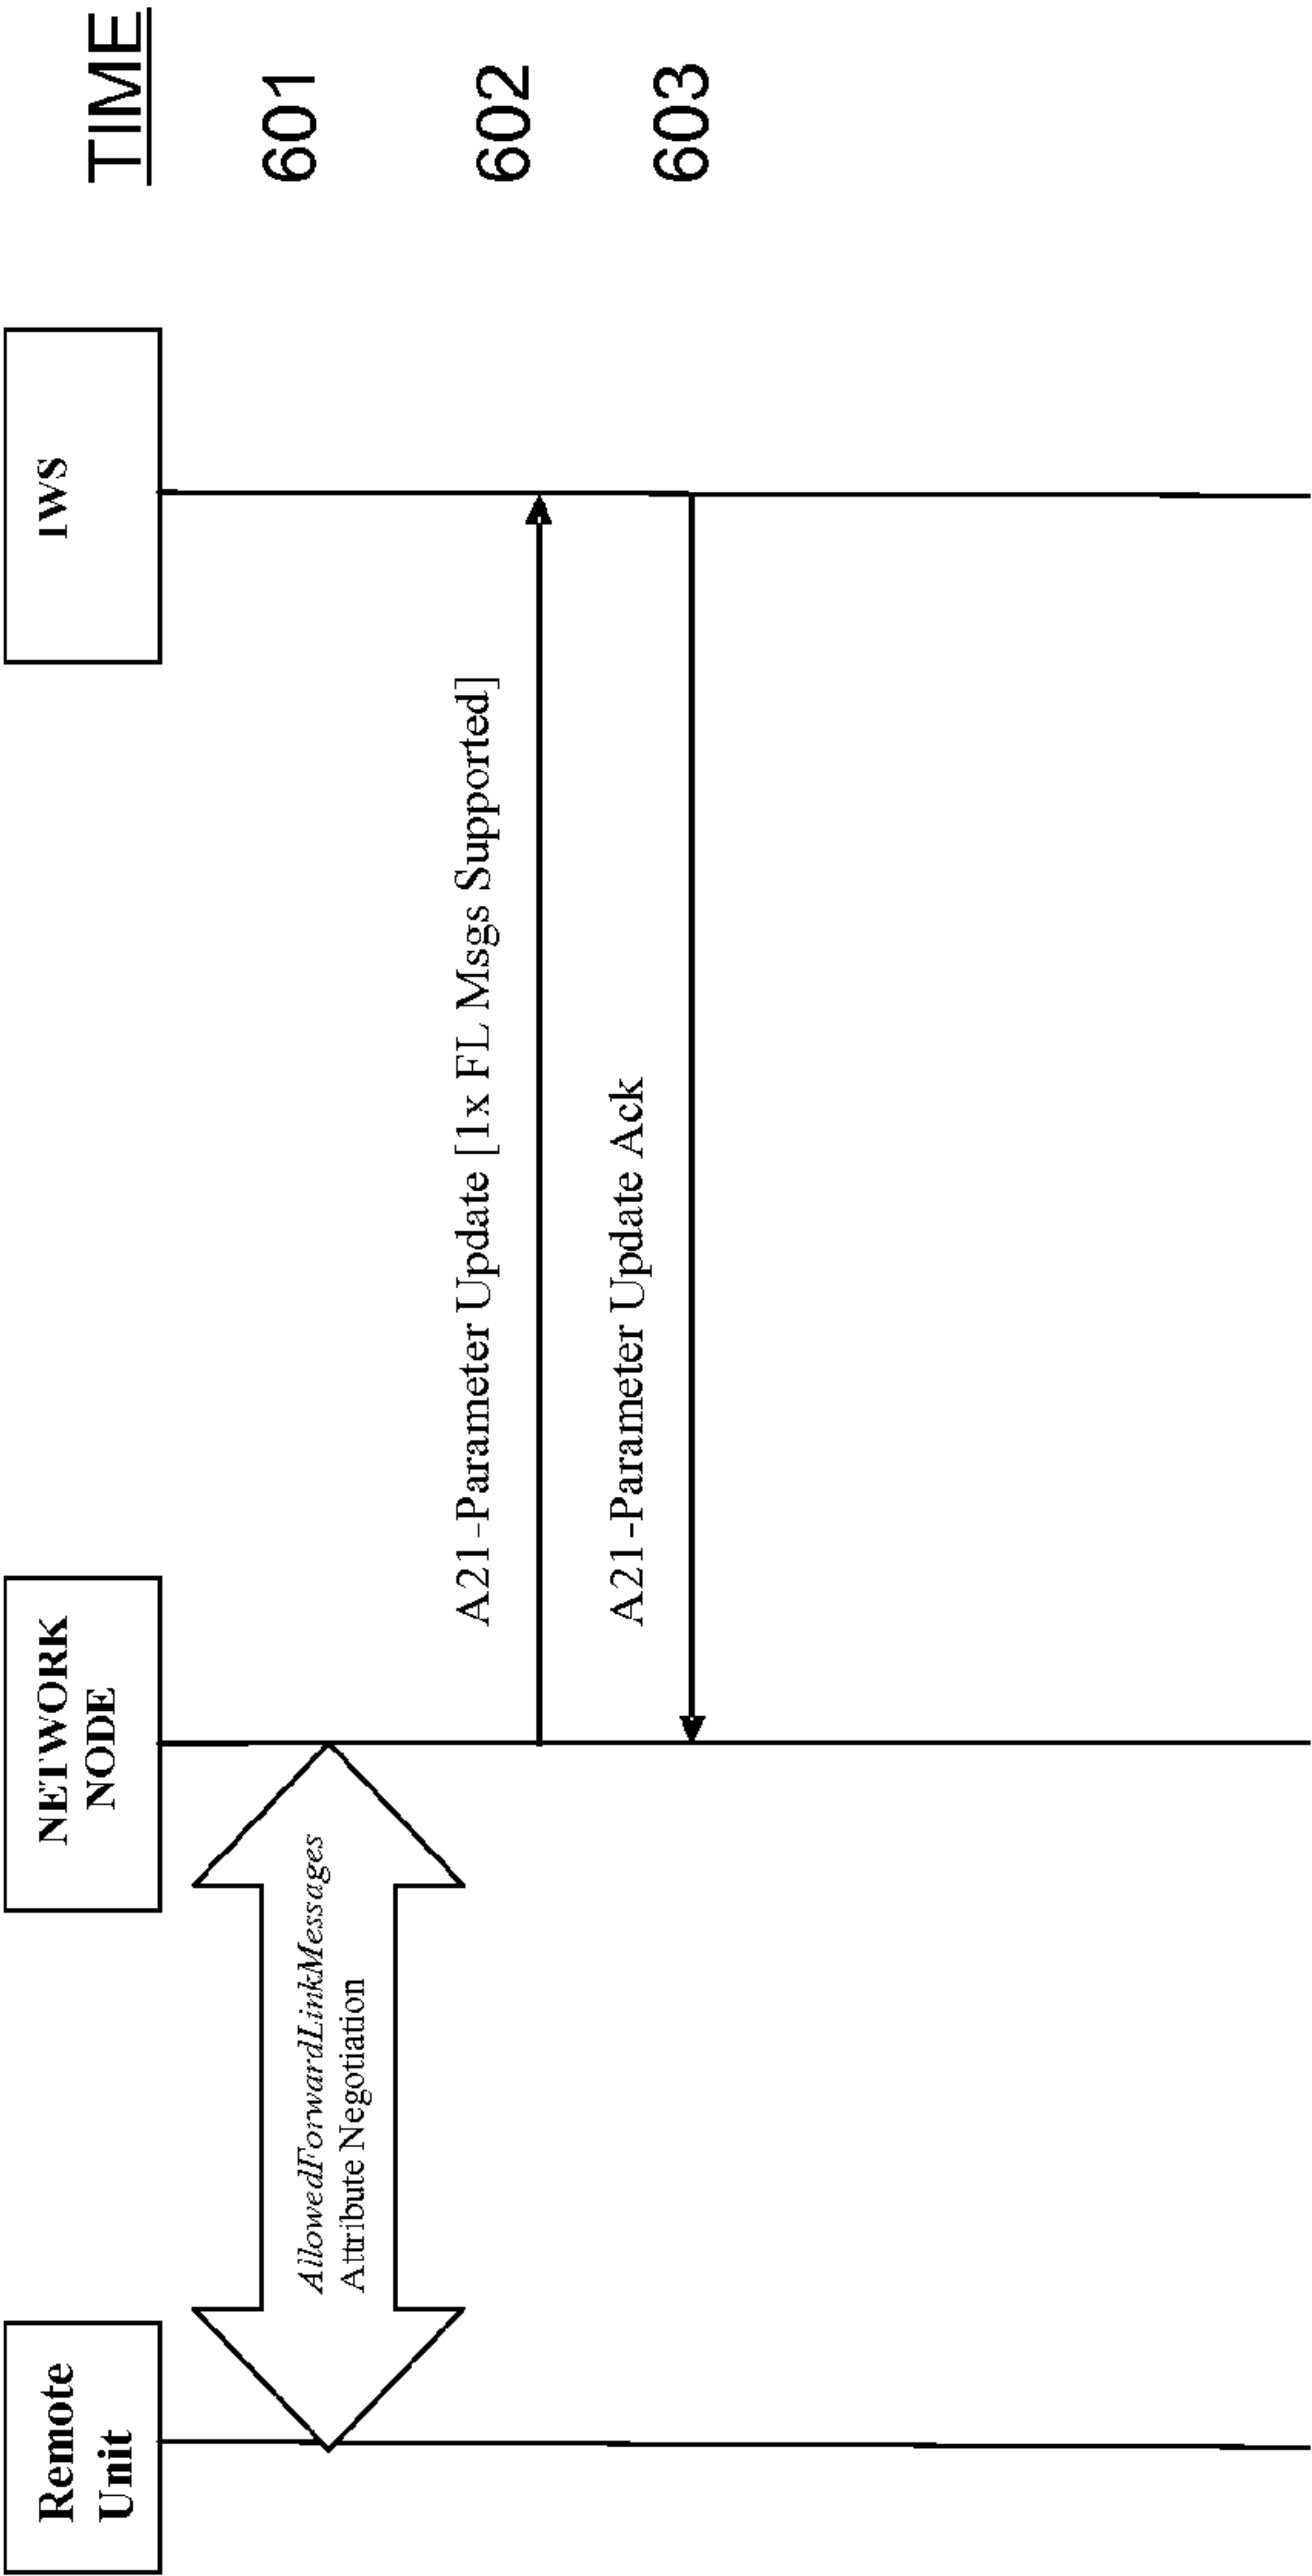 Remote
Unit
NETWORK
NODE
IWS
TIME
AllowedForwardLinkMessages
Attribute Negotiation
601
A21-Parameter Update [1x FL Msgs Supported]
602
A21-Parameter Update Ack
603